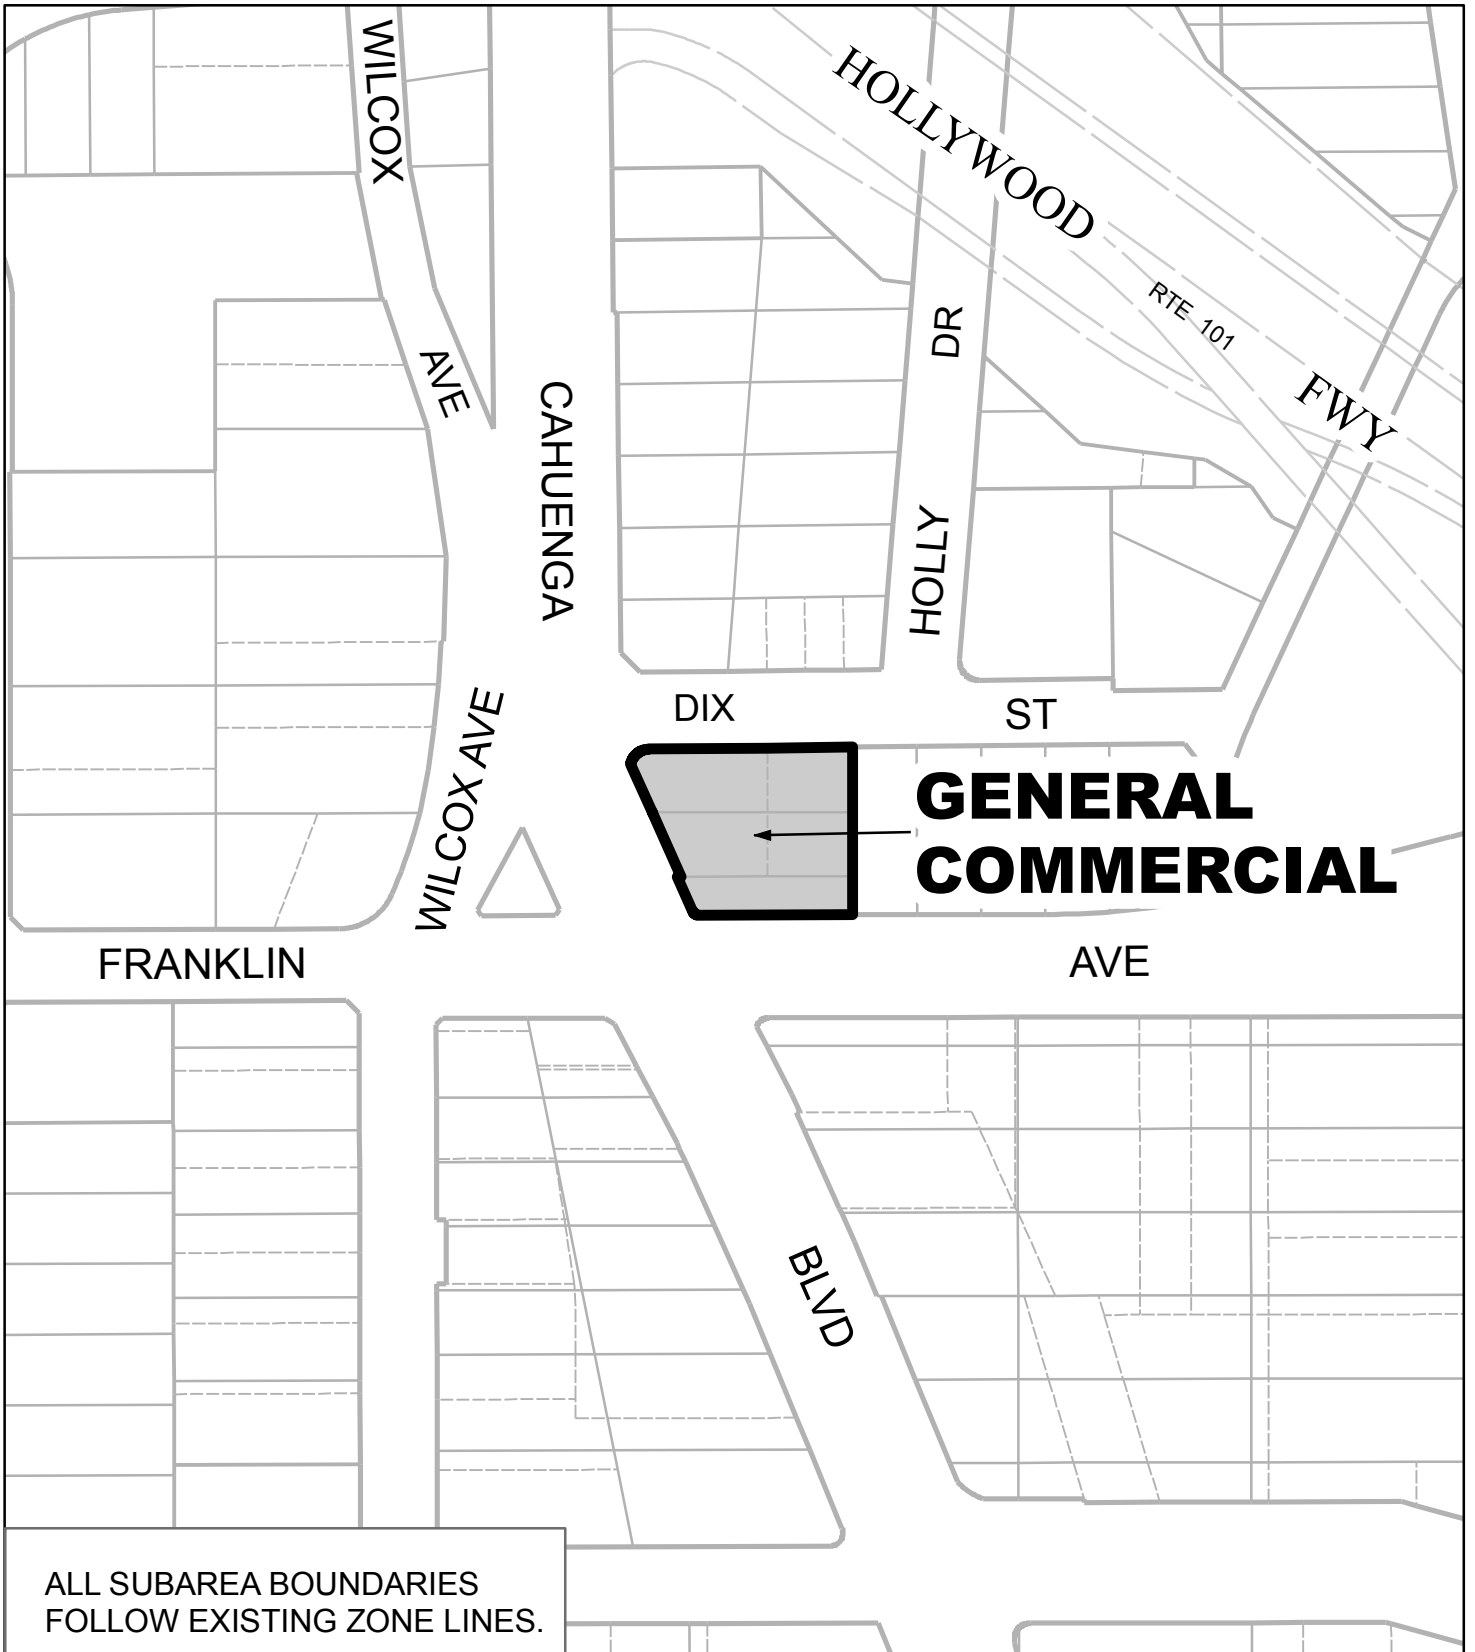 WILCOX
AVE
HOLLYWOOD
FWY
RTE 101
CAHUENGA
HOLLY
DR
DIX
ST
WILCOX AVE
GENERAL
COMMERCIAL
FRANKLIN
AVE
BLVD
ALL SUBAREA BOUNDARIES
FOLLOW EXISTING ZONE LINES.